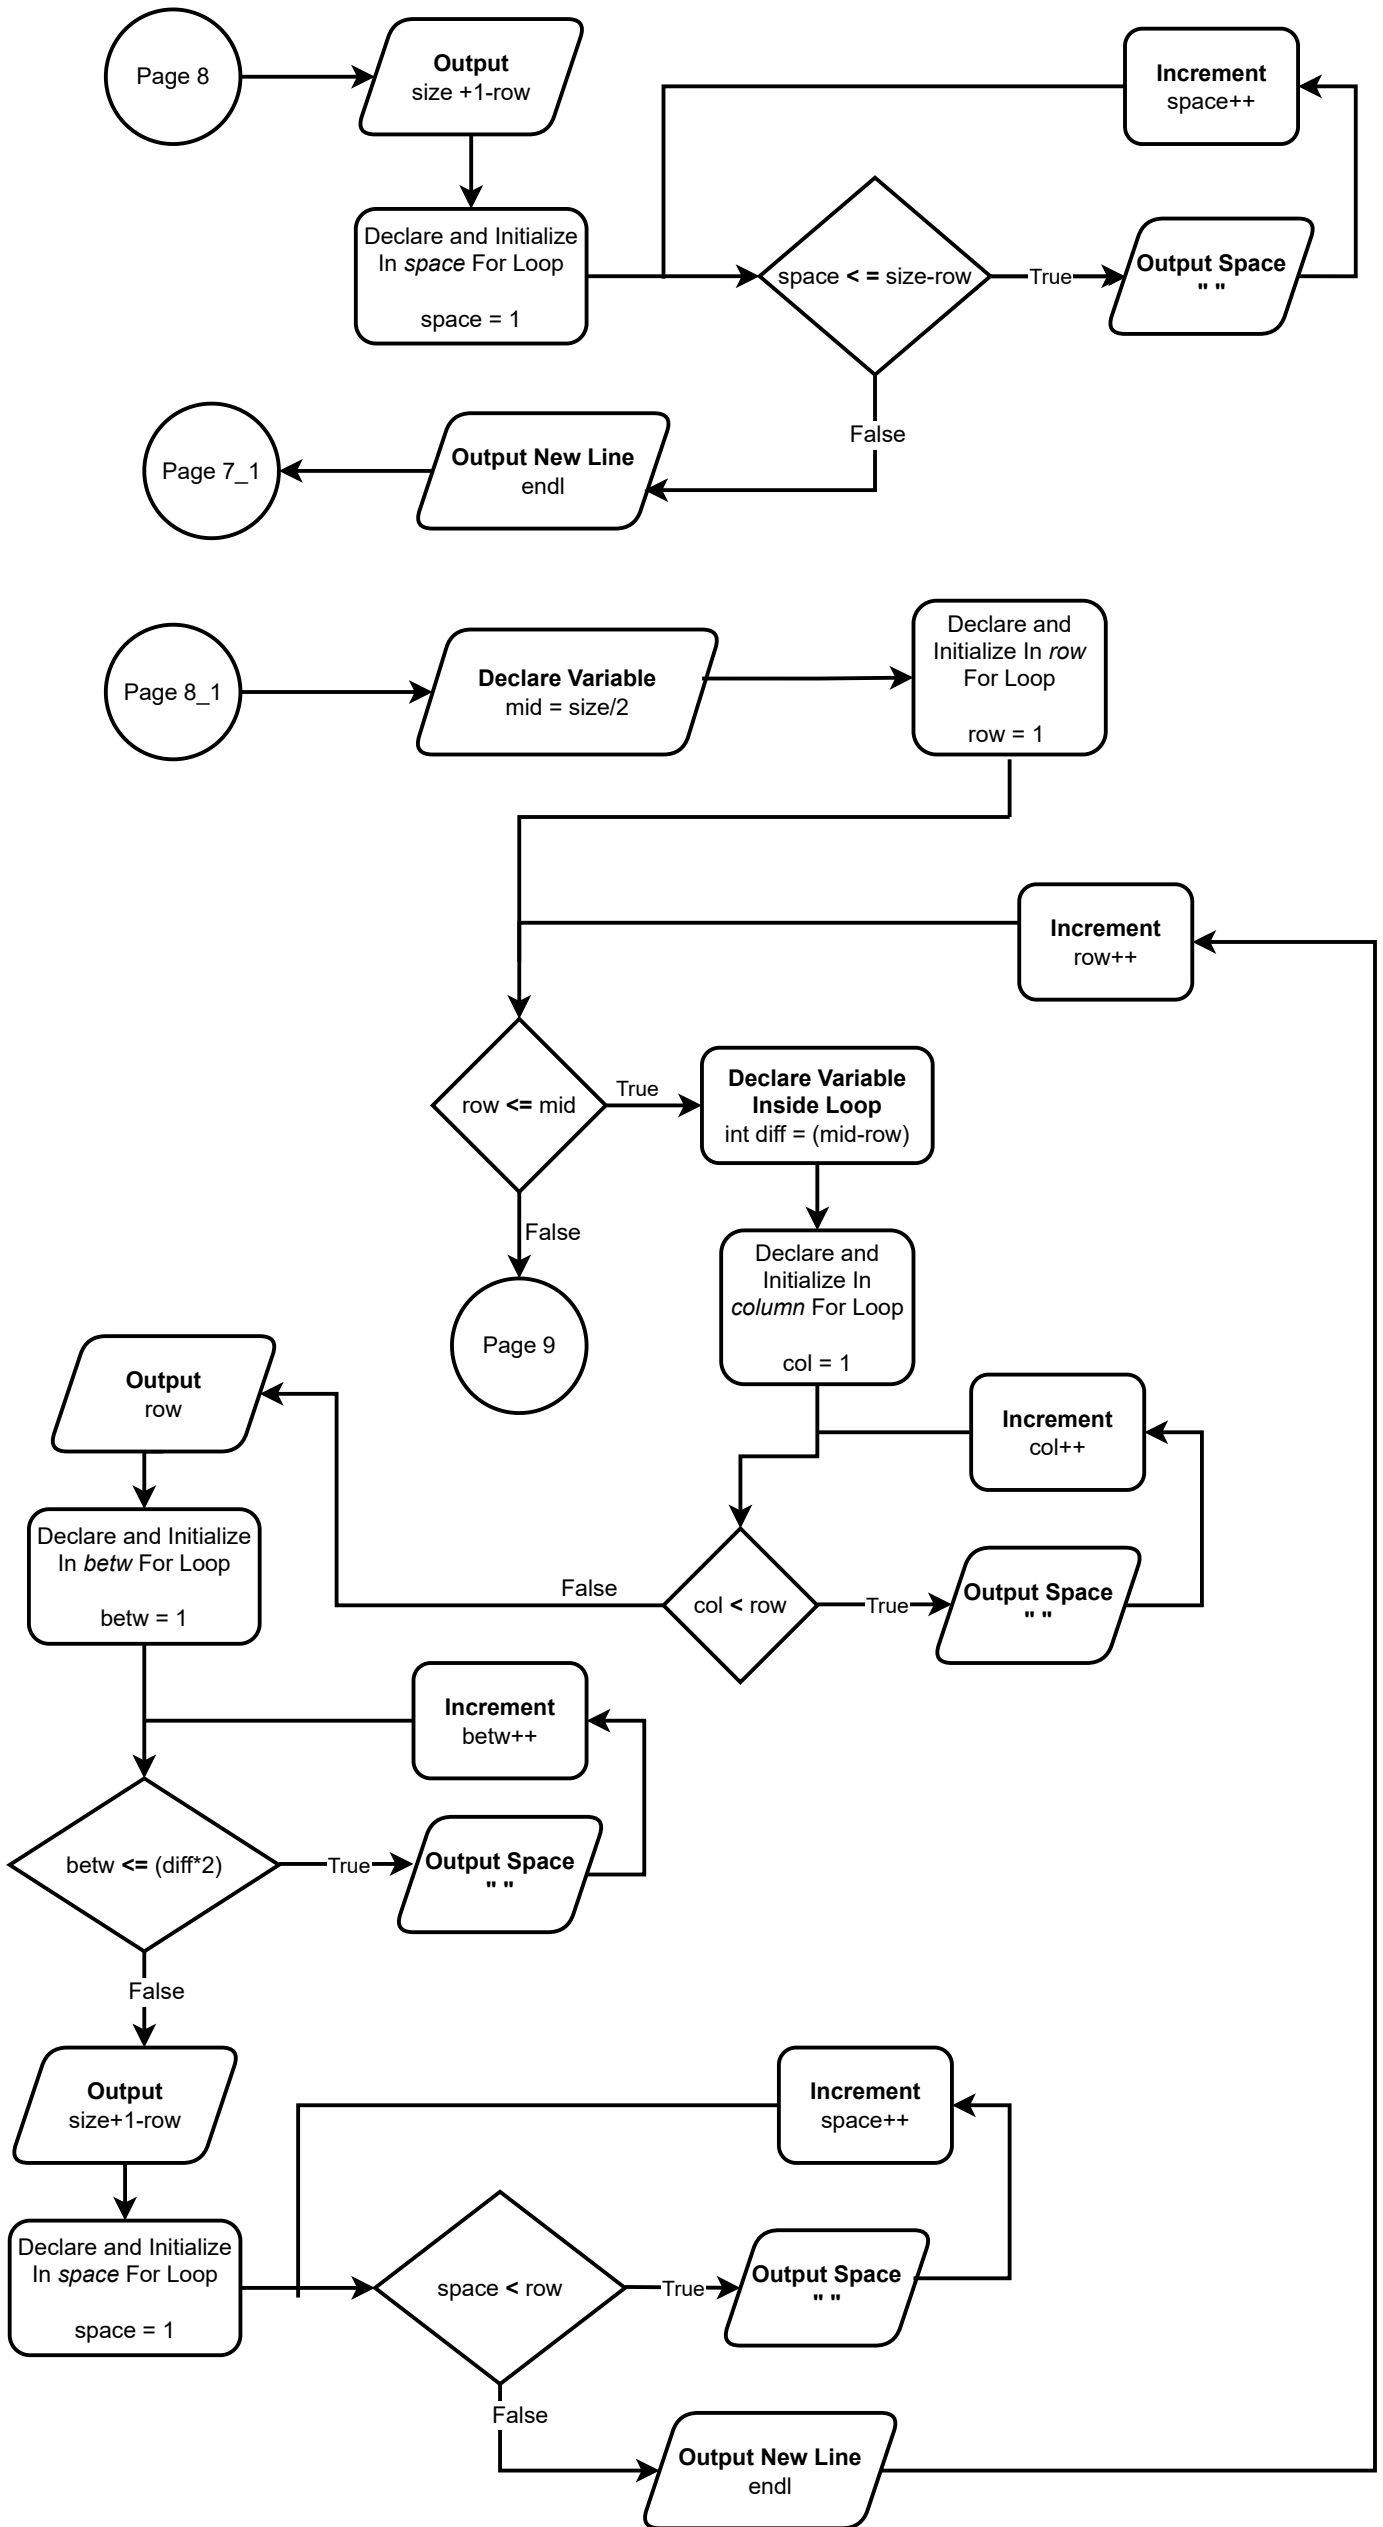 Page 8
Output
size +1-row
Increment
space++
Declare and Initialize
In space For Loop
space = 1
space < = size-row
True
Output Space
" "
False
Page 7_1
Output New Line
endl
Page 8_1
Declare Variable
mid = size/2
Declare and
Initialize In row
For Loop
row = 1
Increment
row++
row <= mid
True
Declare Variable
Inside Loop
int diff = (mid-row)
False
Page 9
Declare and
Initialize In
column For Loop
col = 1
Output
row
Increment
col++
Declare and Initialize
In betw For Loop
betw = 1
False
col < row
True
Output Space
" "
Increment
betw++
betw <= (diff*2)
True
Output Space
" "
False
Output
size+1-row
Increment
space++
Declare and Initialize
In space For Loop
space = 1
space < row
True
Output Space
" "
False
Output New Line
endl